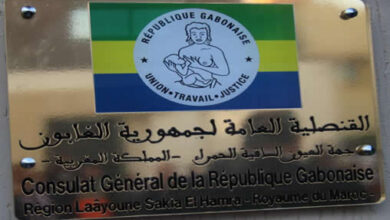 RÉPUBLIQUE GABONAISE
UNION • TRAVAIL • JUSTICE
القنصلية العامة لجمهورية الغابون
جهة العيون الساقية الحمراء - المملكة المغربية -
Consulat Général de la République Gabonaise
Région Laâyoune Sakia El Hamra - Royaume du Maroc -